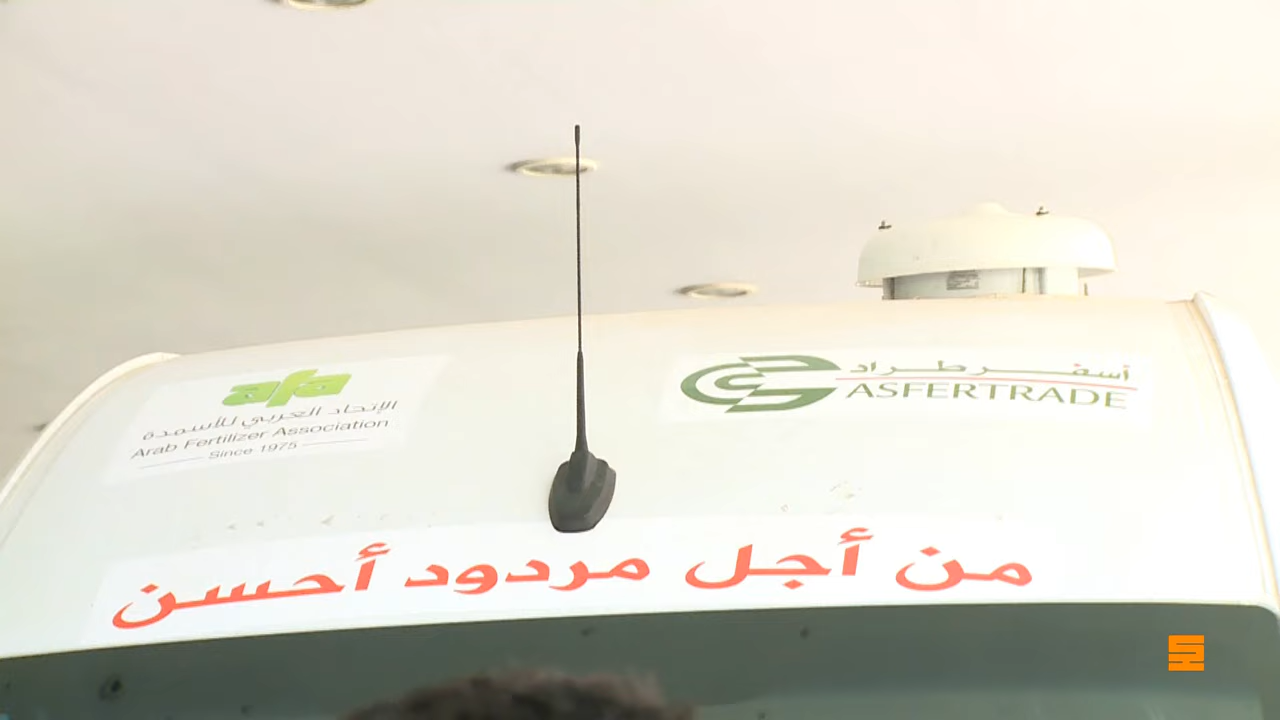 afa
الإتحاد العربي للأسمدة
Arab Fertilizer Association
Since 1975
أسفرطراد
ASFERTRADE
من أجل مردود أحسن